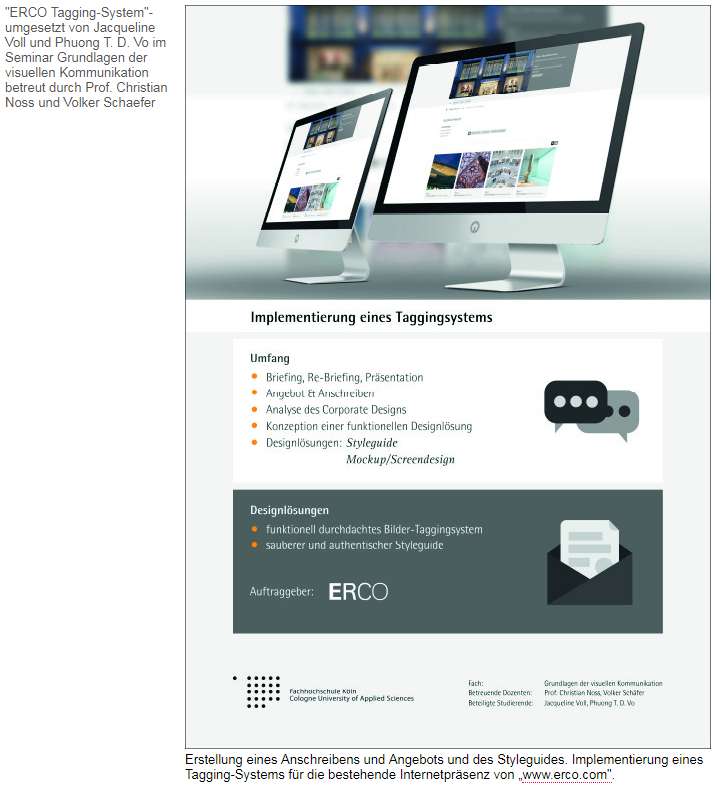 "ERCO Tagging-System"-
umgesetzt von Jacqueline
Voll und Phuong T. D. Vo im
Seminar Grundlagen der
visuellen Kommunikation
betreut durch Prof. Christian
Noss und Volker Schaefer
Implementierung eines Taggingsystems
Umfang
Briefing, Re-Briefing, Präsentation
Angebot & Anschreiben
Analyse des Corporate Designs
Konzeption einer funktionellen Designlösung
Designlösungen: Styleguide
Mockup/Screendesign
Designlösungen
funktionell durchdachtes Bilder-Taggingsystem
sauberer und authentischer Styleguide
Auftraggeber: ERCO
Fachhochschule Köln
Cologne University of Applied Sciences
Fach: Grundlagen der visuellen Kommunikation
Betreuende Dozenten: Prof. Christian Noss, Volker Schäfer
Beteiligte Studierende: Jacqueline Voll, Phuong T. D. Vo
Erstellung eines Anschreibens und Angebots und des Styleguides. Implementierung eines
Tagging-Systems für die bestehende Internetpräsenz von „www.erco.com".